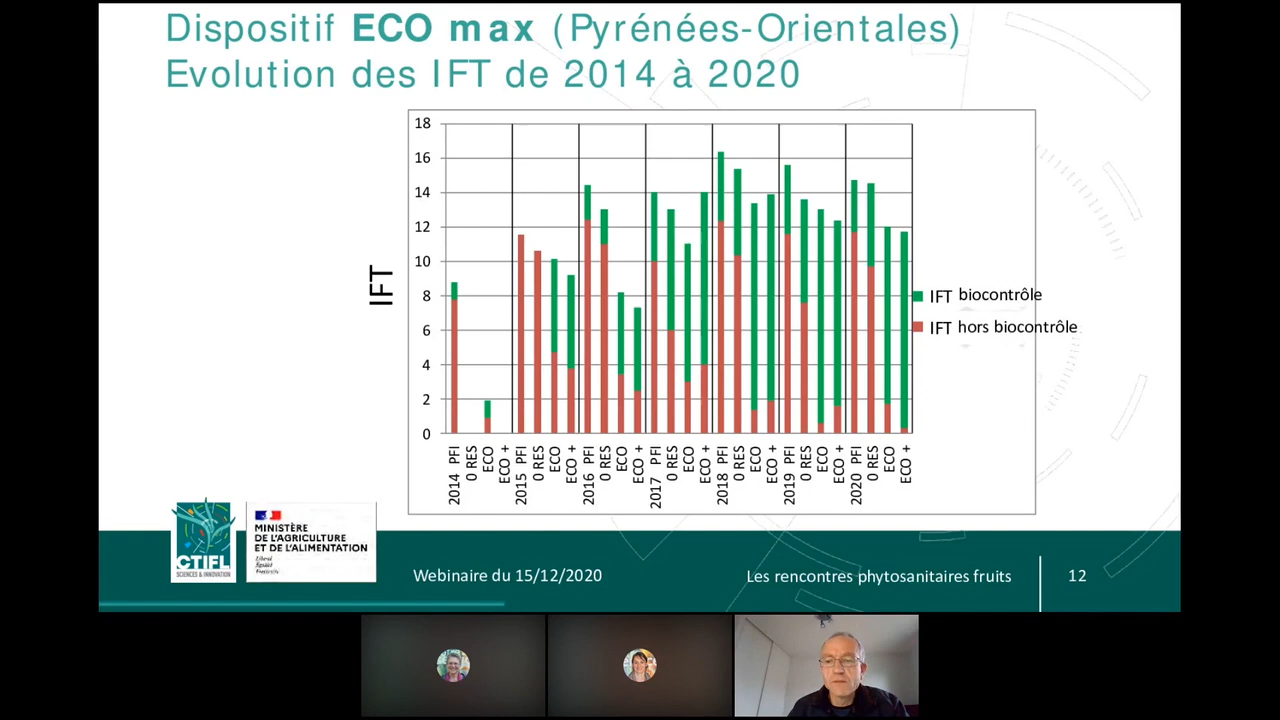 Dispositif ECO max (Pyrénées-Orientales)
Evolution des IFT de 2014 à 2020
IFT
18
16
14
12
10
8
6
4
2
0
2014 PFI
0 RES
ECO
ECO +
2015 PFI
0 RES
ECO
ECO +
2016 PFI
0 RES
ECO
ECO +
2017 PFI
0 RES
ECO
ECO +
2018 PFI
0 RES
ECO
ECO +
2019 PFI
0 RES
ECO
ECO +
2020 PFI
0 RES
ECO
ECO +
IFT biocontrôle
IFT hors biocontrôle
CTIFL
SCIENCES & INNOVATION
MINISTÈRE
DE L'AGRICULTURE
ET DE L'ALIMENTATION
Liberté
Égalité
Fraternité
Webinaire du 15/12/2020
Les rencontres phytosanitaires fruits
12